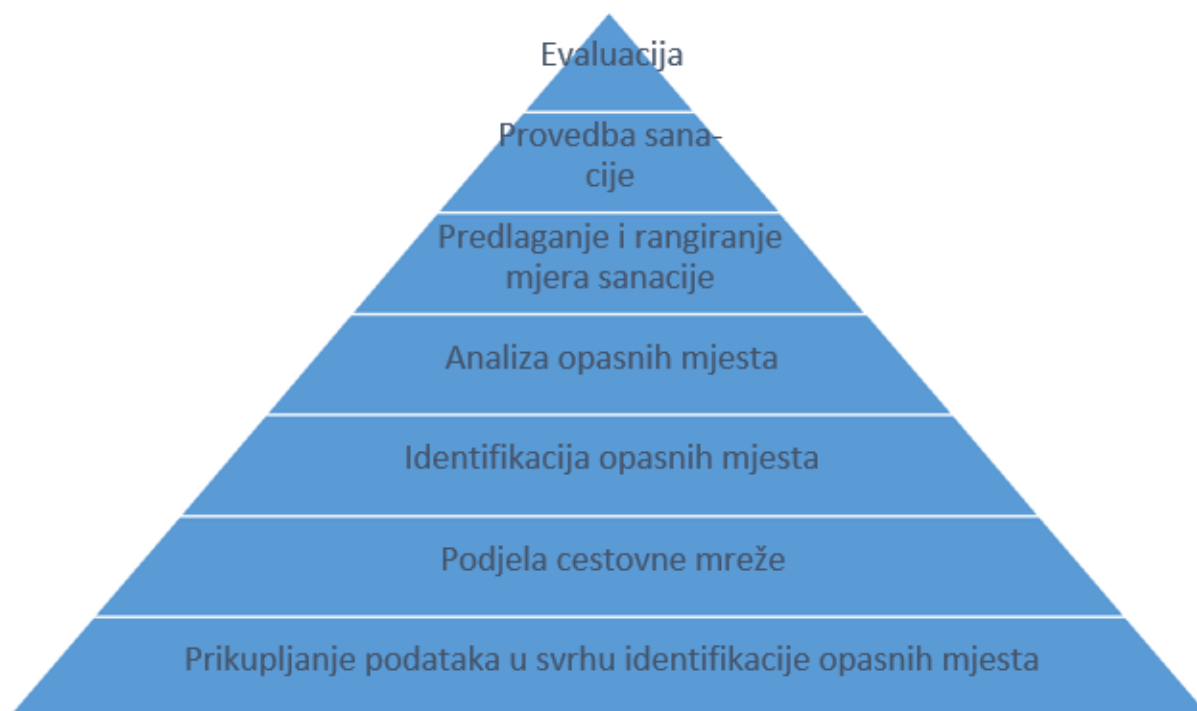 Evaluacija
Provedba sana-
cije
Predlaganje i rangiranje
mjera sanacije
Analiza opasnih mjesta
Identifikacija opasnih mjesta
Podjela cestovne mreže
Prikupljanje podataka u svrhu identifikacije opasnih mjesta